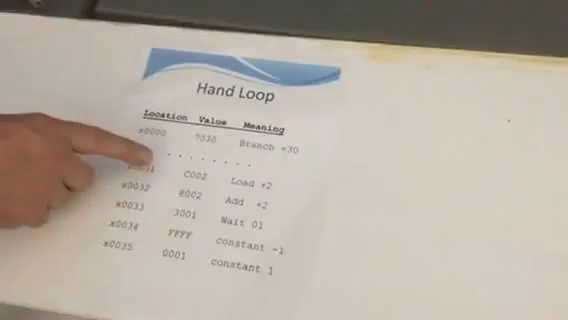 Hand Loop
Location Value Meaning
x0000 7030 Branch +30
. . . . . . . .
x0031 C002 Load +2
x0032 8002 Add +2
x0033 3001 Wait 01
x0034 FFFF constant -1
x0035 0001 constant 1